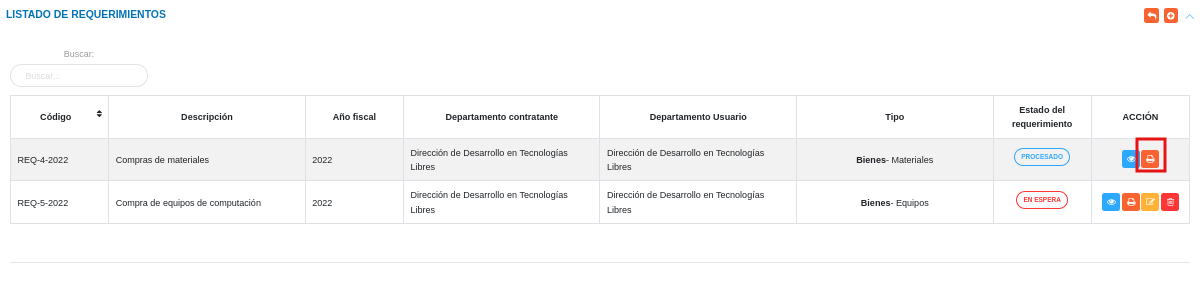 LISTADO DE REQUERIMIENTOS
Buscar:
Buscar...
Código Descripción Año fiscal Departamento contratante Departamento Usuario Tipo Estado del requerimiento ACCIÓN
REQ-4-2022 Compras de materiales 2022 Dirección de Desarrollo en Tecnologías Libres Dirección de Desarrollo en Tecnologías Libres Bienes- Materiales PROCESADO
REQ-5-2022 Compra de equipos de computación 2022 Dirección de Desarrollo en Tecnologías Libres Dirección de Desarrollo en Tecnologías Libres Bienes- Equipos EN ESPERA